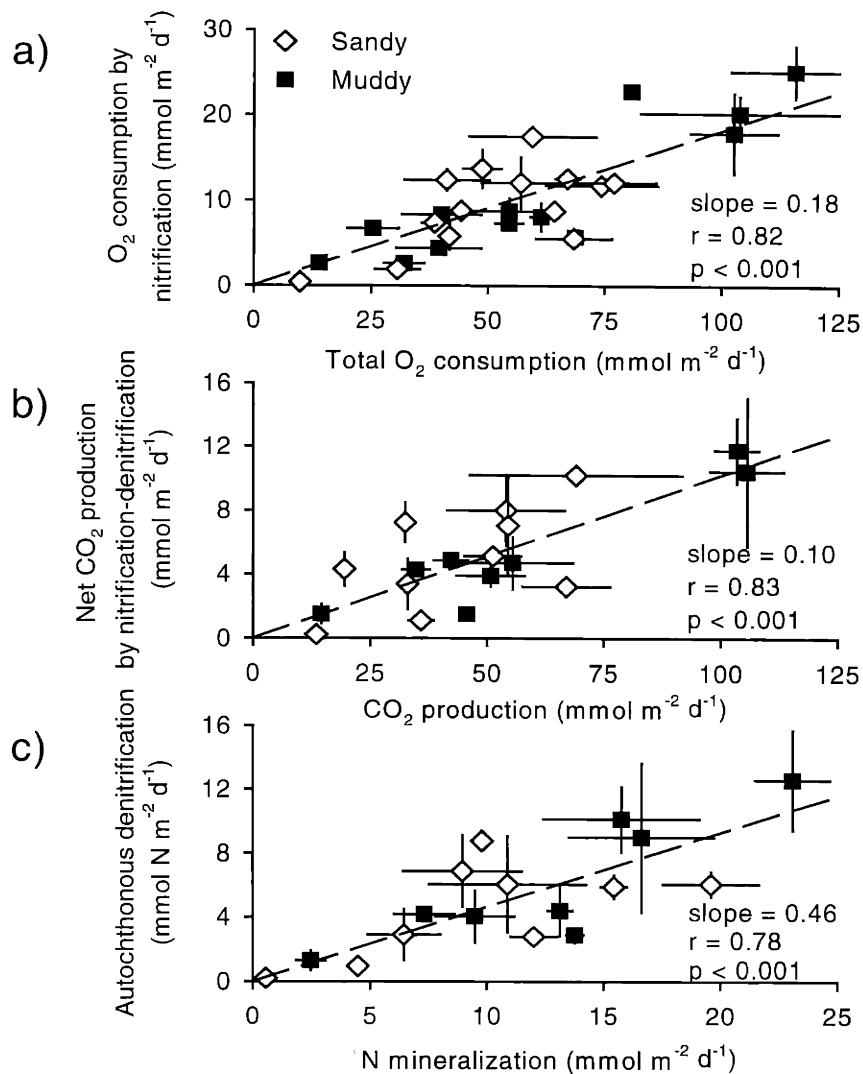 a)
O₂ consumption by
nitrification (mmol m⁻² d⁻¹)
30
20
10
0
Sandy
Muddy
slope = 0.18
r = 0.82
p < 0.001
0 25 50 75 100 125
Total O₂ consumption (mmol m⁻² d⁻¹)
b)
Net CO₂ production
by nitrification-denitrification
(mmol m⁻² d⁻¹)
16
12
8
4
0
slope = 0.10
r = 0.83
p < 0.001
0 25 50 75 100 125
CO₂ production (mmol m⁻² d⁻¹)
c)
Autochthonous denitrification
(mmol N m⁻² d⁻¹)
16
12
8
4
0
slope = 0.46
r = 0.78
p < 0.001
0 5 10 15 20 25
N mineralization (mmol m⁻² d⁻¹)